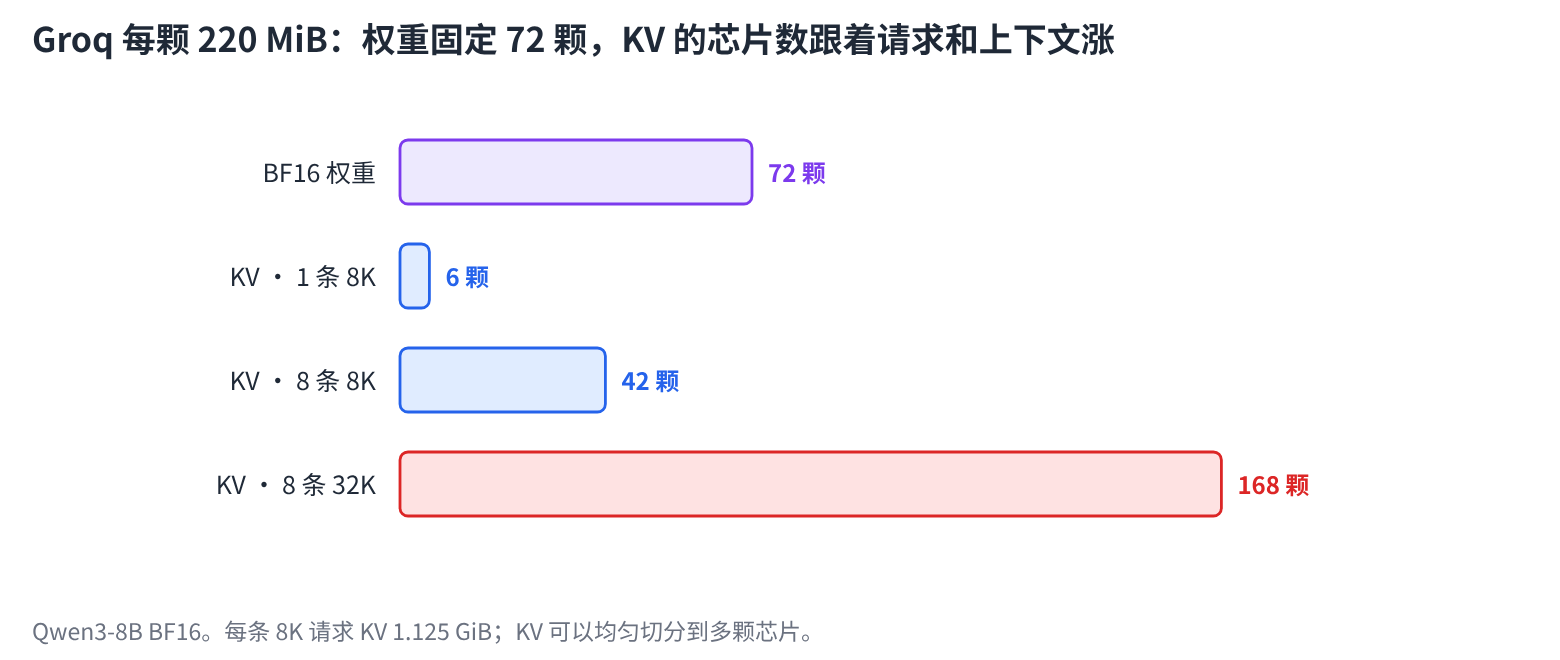 Groq 每颗 220 MiB：权重固定 72 颗，KV 的芯片数跟着请求和上下文涨
BF16 权重
72 颗
KV · 1 条 8K
6 颗
KV · 8 条 8K
42 颗
KV · 8 条 32K
168 颗
Qwen3-8B BF16。每条 8K 请求 KV 1.125 GiB；KV 可以均匀切分到多颗芯片。